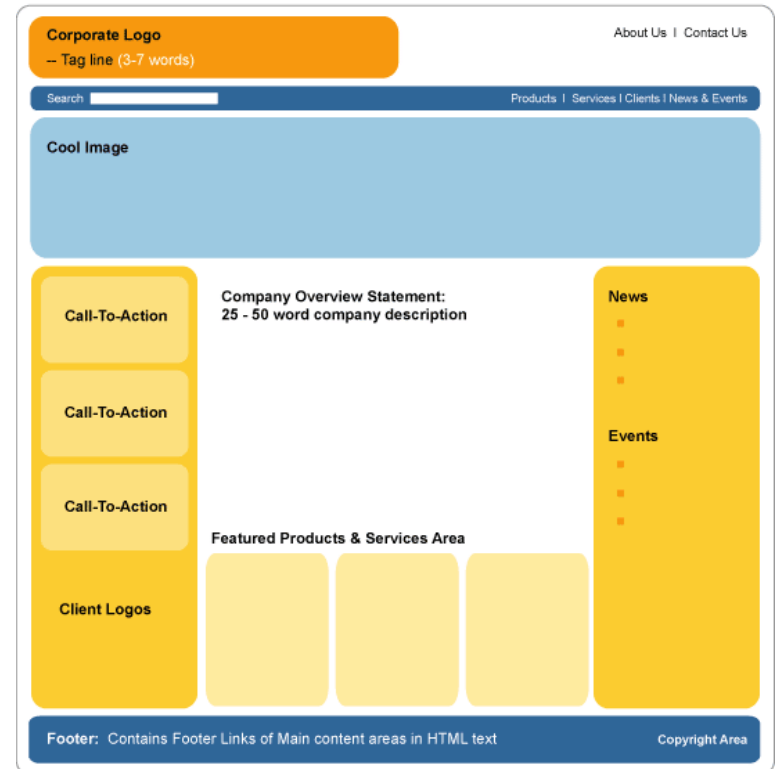 Corporate Logo
-- Tag line (3-7 words)
About Us I Contact Us
Search
Products I Services I Clients I News & Events
Cool Image
Call-To-Action
Call-To-Action
Call-To-Action
Client Logos
Company Overview Statement:
25 - 50 word company description
Featured Products & Services Area
News
Events
Footer: Contains Footer Links of Main content areas in HTML text
Copyright Area